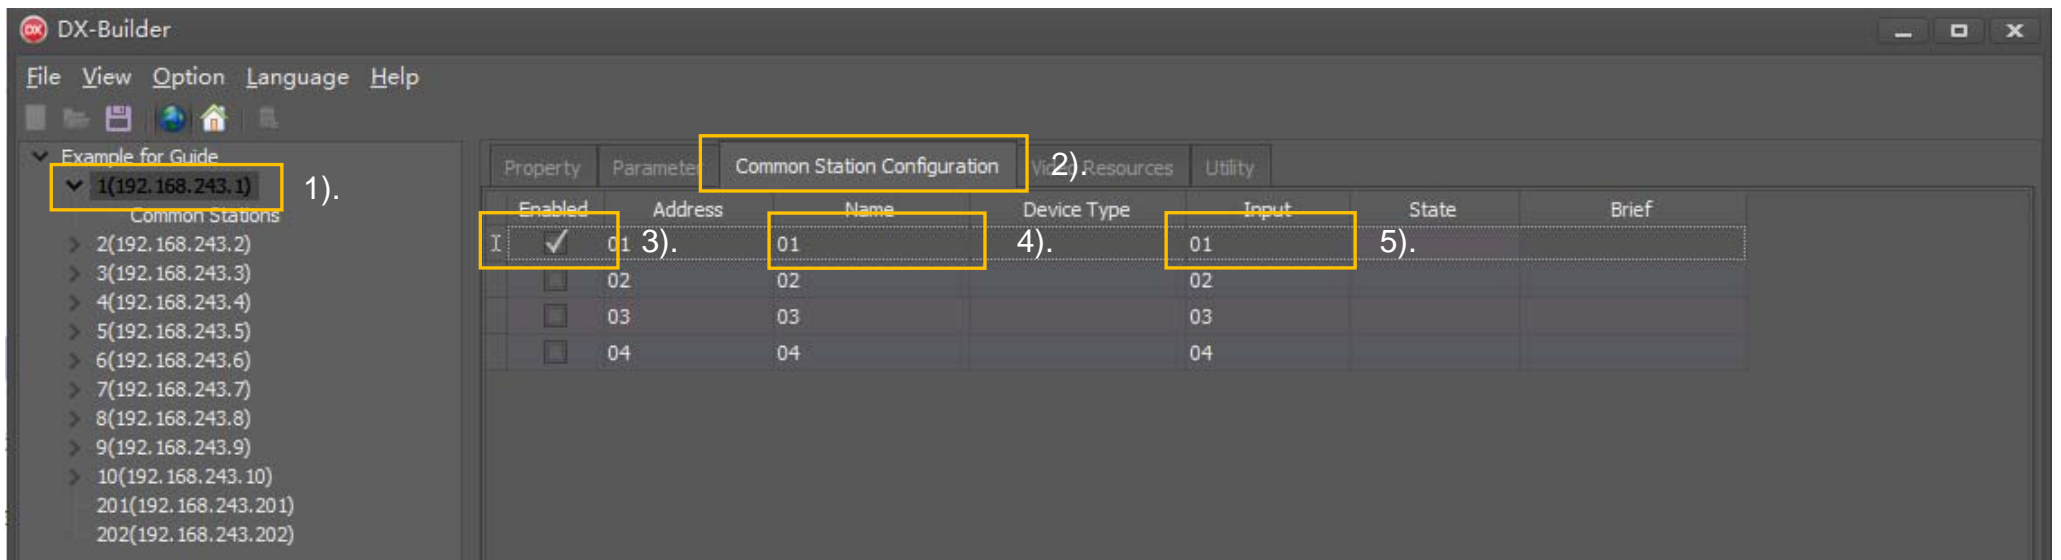 DX-Builder
File View Option Language Help
Example for Guide
1(192.168.243.1)
1).
Common Stations
2(192.168.243.2)
3(192.168.243.3)
4(192.168.243.4)
5(192.168.243.5)
6(192.168.243.6)
7(192.168.243.7)
8(192.168.243.8)
9(192.168.243.9)
10(192.168.243.10)
201(192.168.243.201)
202(192.168.243.202)
Property Parameter Common Station Configuration 2). Video Resources Utility
Enabled Address Name Device Type Input State Brief
01 3). 01 4). 01 5).
02 02 02
03 03 03
04 04 04